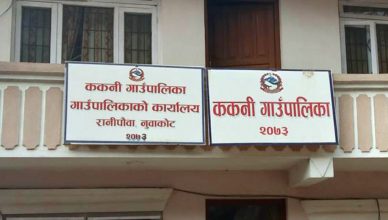 ककनी गाउँपालिका
गाउँपालिकाको कार्यालय
रानीपौवा, नुवाकोट
२०७३
ककनी गाउँपालिका
२०७३